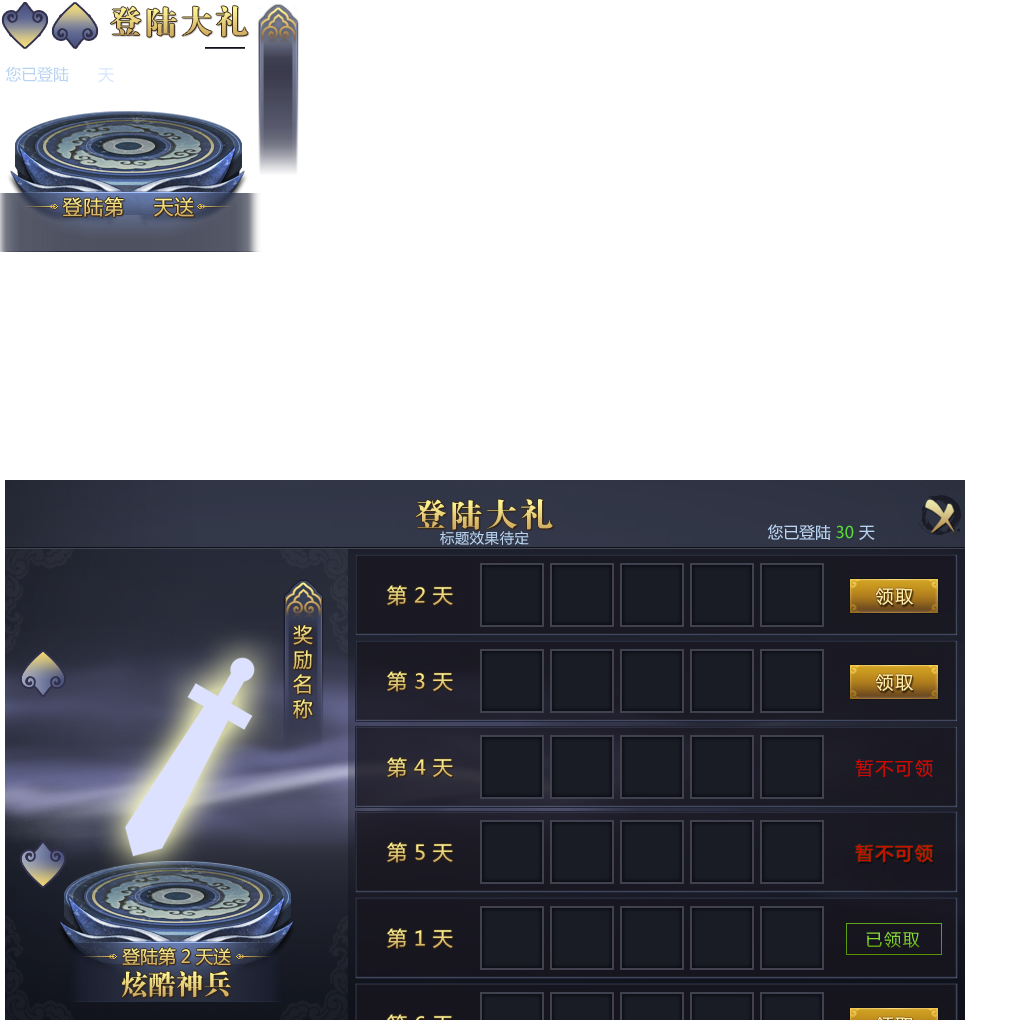 登陆大礼
您已登陆 天
登陆第 天送
登陆大礼
标题效果待定
您已登陆 30 天
奖励名称
第 2 天 领取
第 3 天 领取
第 4 天 暂不可领
第 5 天 暂不可领
第 1 天 已领取
登陆第 2 天送
炫酷神兵
第 6 天 领取